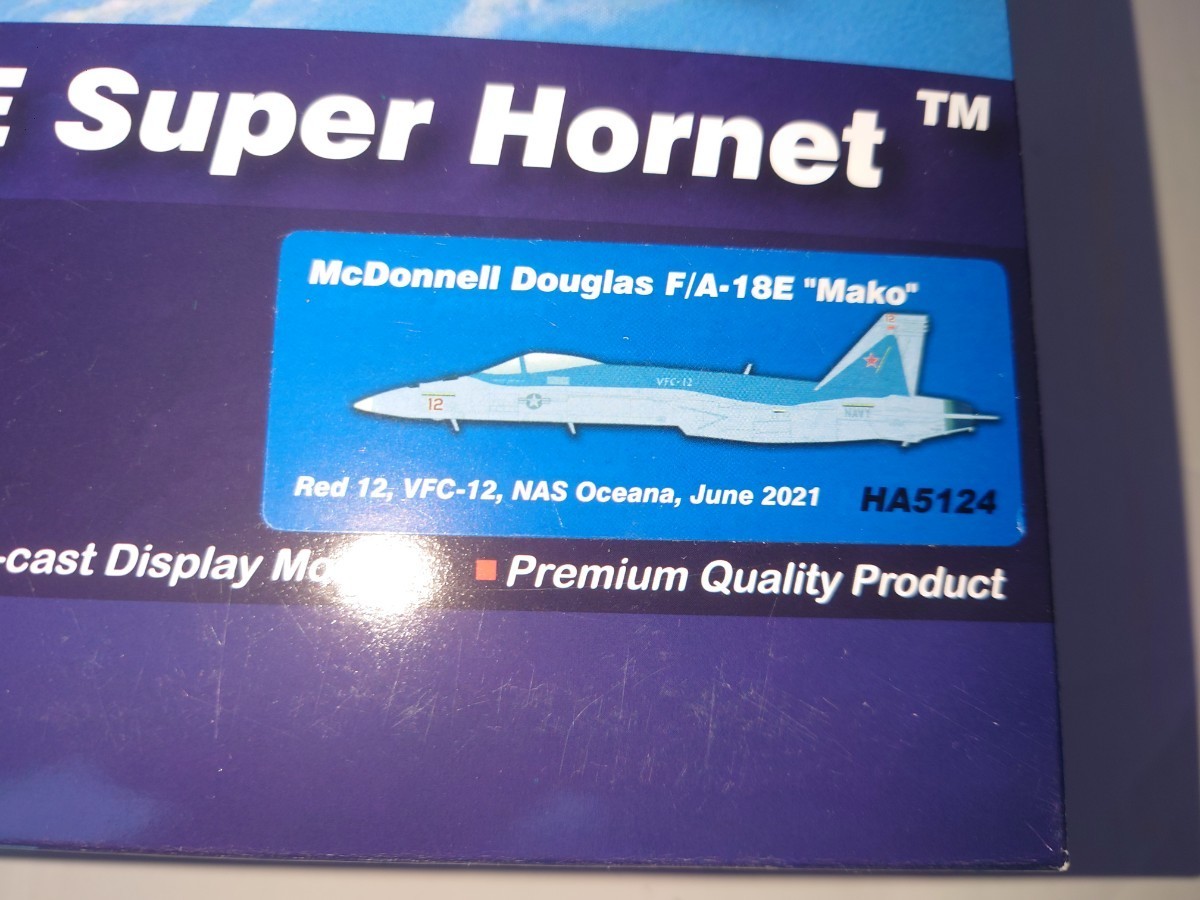 E Super Hornet ™
McDonnell Douglas F/A-18E "Mako"
12
12
VFC-12
NAVY
Red 12, VFC-12, NAS Oceana, June 2021
HA5124
-cast Display Mo
■ Premium Quality Product